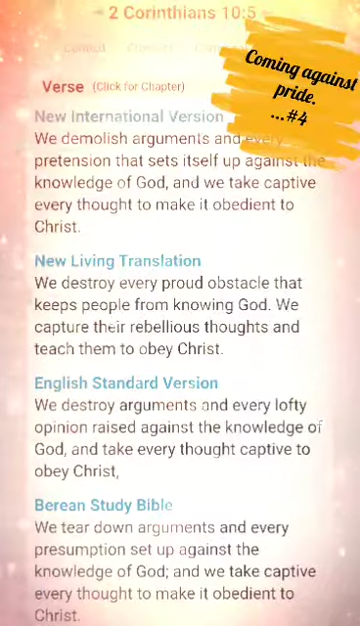 2 Corinthians 10:5
Context
Verse (Click for Chapter)
Coming against
pride.
...#4
New International Version
We demolish arguments and every
pretension that sets itself up against the
knowledge of God, and we take captive
every thought to make it obedient to
Christ.
New Living Translation
We destroy every proud obstacle that
keeps people from knowing God. We
capture their rebellious thoughts and
teach them to obey Christ.
English Standard Version
We destroy arguments and every lofty
opinion raised against the knowledge of
God, and take every thought captive to
obey Christ,
Berean Study Bible
We tear down arguments and every
presumption set up against the
knowledge of God; and we take captive
every thought to make it obedient to
Christ.